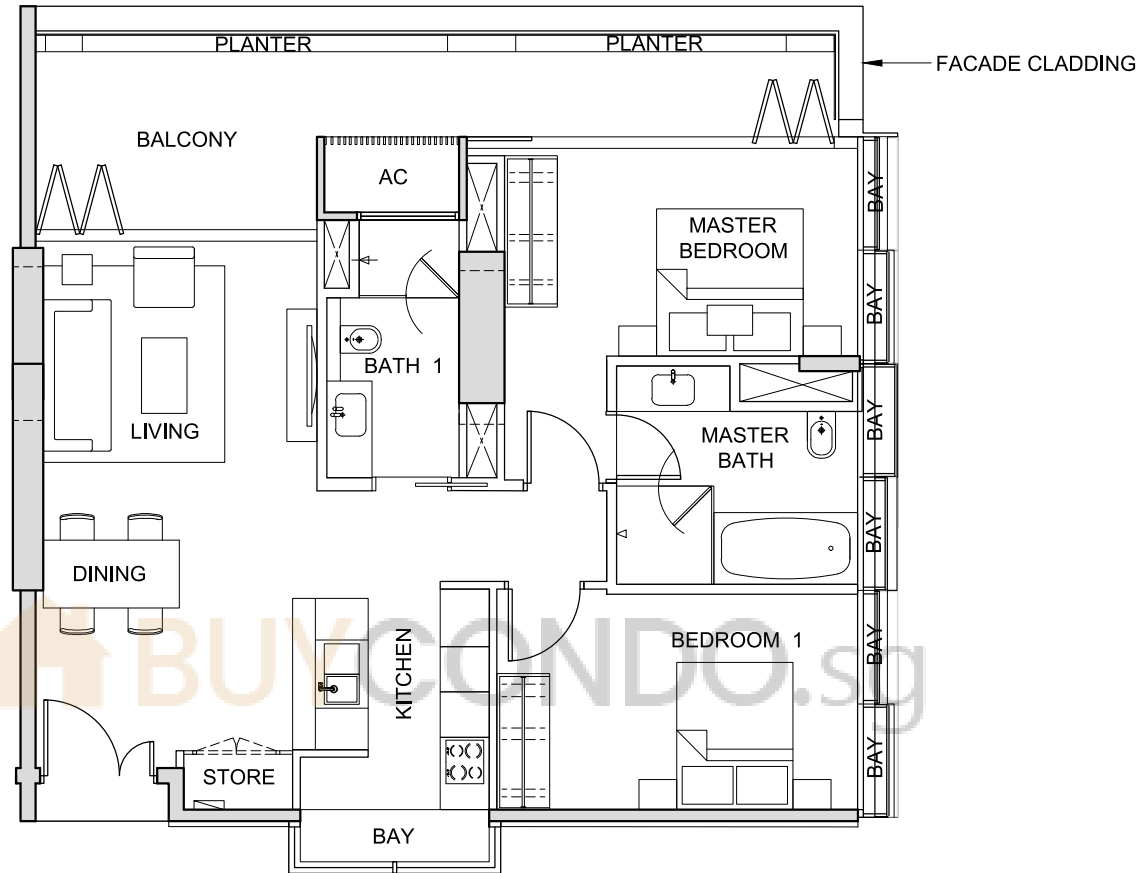 PLANTER
PLANTER
FACADE CLADDING
BALCONY
AC
BAY
MASTER
BEDROOM
BAY
BATH 1
LIVING
MASTER
BATH
BAY
BAY
DINING
KITCHEN
BEDROOM 1
BAY
BUYCONDO.sg
STORE
BAY
BAY